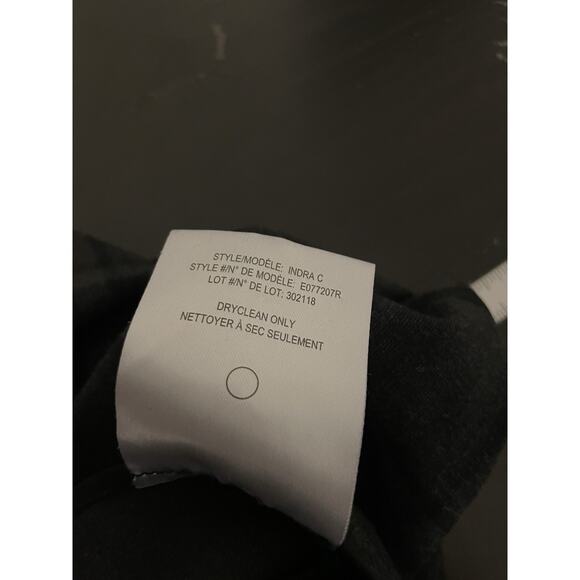 STYLE/MODÈLE: INDRA C
STYLE #/N° DE MODÈLE: E077207R
LOT #/N° DE LOT: 302118
DRYCLEAN ONLY
NETTOYER À SEC SEULEMENT